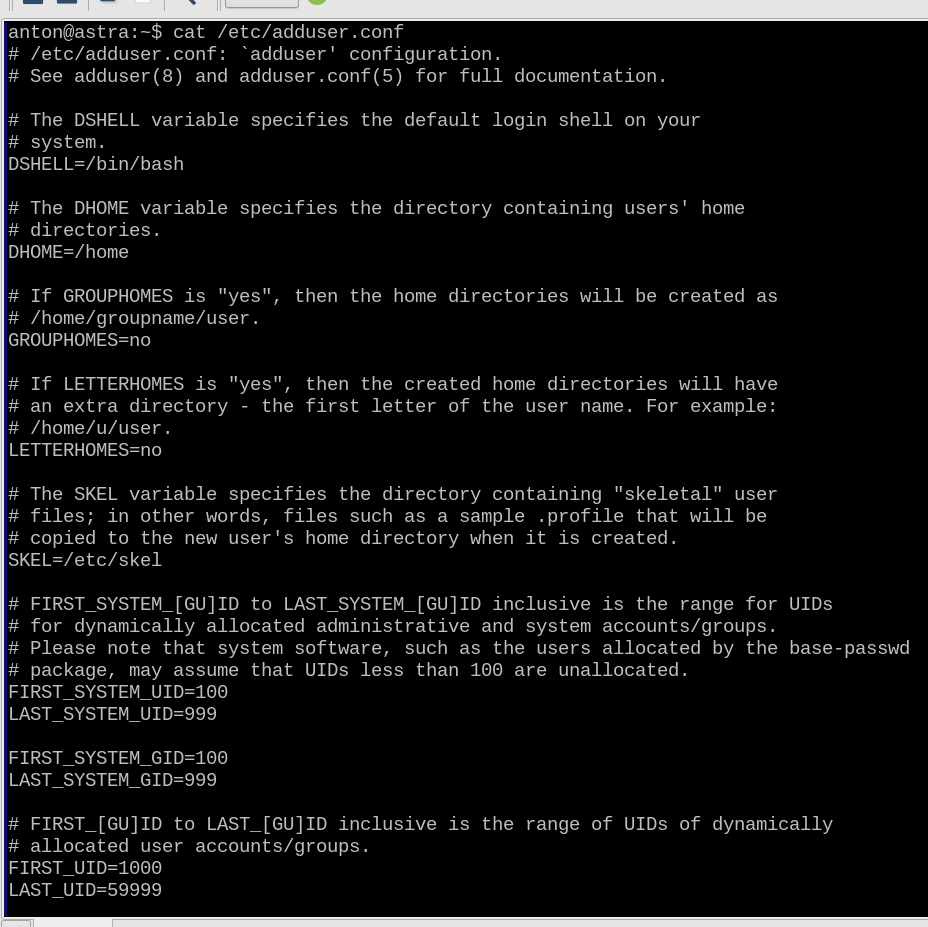 anton@astra:~$ cat /etc/adduser.conf
# /etc/adduser.conf: `adduser' configuration.
# See adduser(8) and adduser.conf(5) for full documentation.
# The DSHELL variable specifies the default login shell on your
# system.
DSHELL=/bin/bash
# The DHOME variable specifies the directory containing users' home
# directories.
DHOME=/home
# If GROUPHOMES is "yes", then the home directories will be created as
# /home/groupname/user.
GROUPHOMES=no
# If LETTERHOMES is "yes", then the created home directories will have
# an extra directory - the first letter of the user name. For example:
# /home/u/user.
LETTERHOMES=no
# The SKEL variable specifies the directory containing "skeletal" user
# files; in other words, files such as a sample .profile that will be
# copied to the new user's home directory when it is created.
SKEL=/etc/skel
# FIRST_SYSTEM_[GU]ID to LAST_SYSTEM_[GU]ID inclusive is the range for UIDs
# for dynamically allocated administrative and system accounts/groups.
# Please note that system software, such as the users allocated by the base-passwd
# package, may assume that UIDs less than 100 are unallocated.
FIRST_SYSTEM_UID=100
LAST_SYSTEM_UID=999
FIRST_SYSTEM_GID=100
LAST_SYSTEM_GID=999
# FIRST_[GU]ID to LAST_[GU]ID inclusive is the range of UIDs of dynamically
# allocated user accounts/groups.
FIRST_UID=1000
LAST_UID=59999